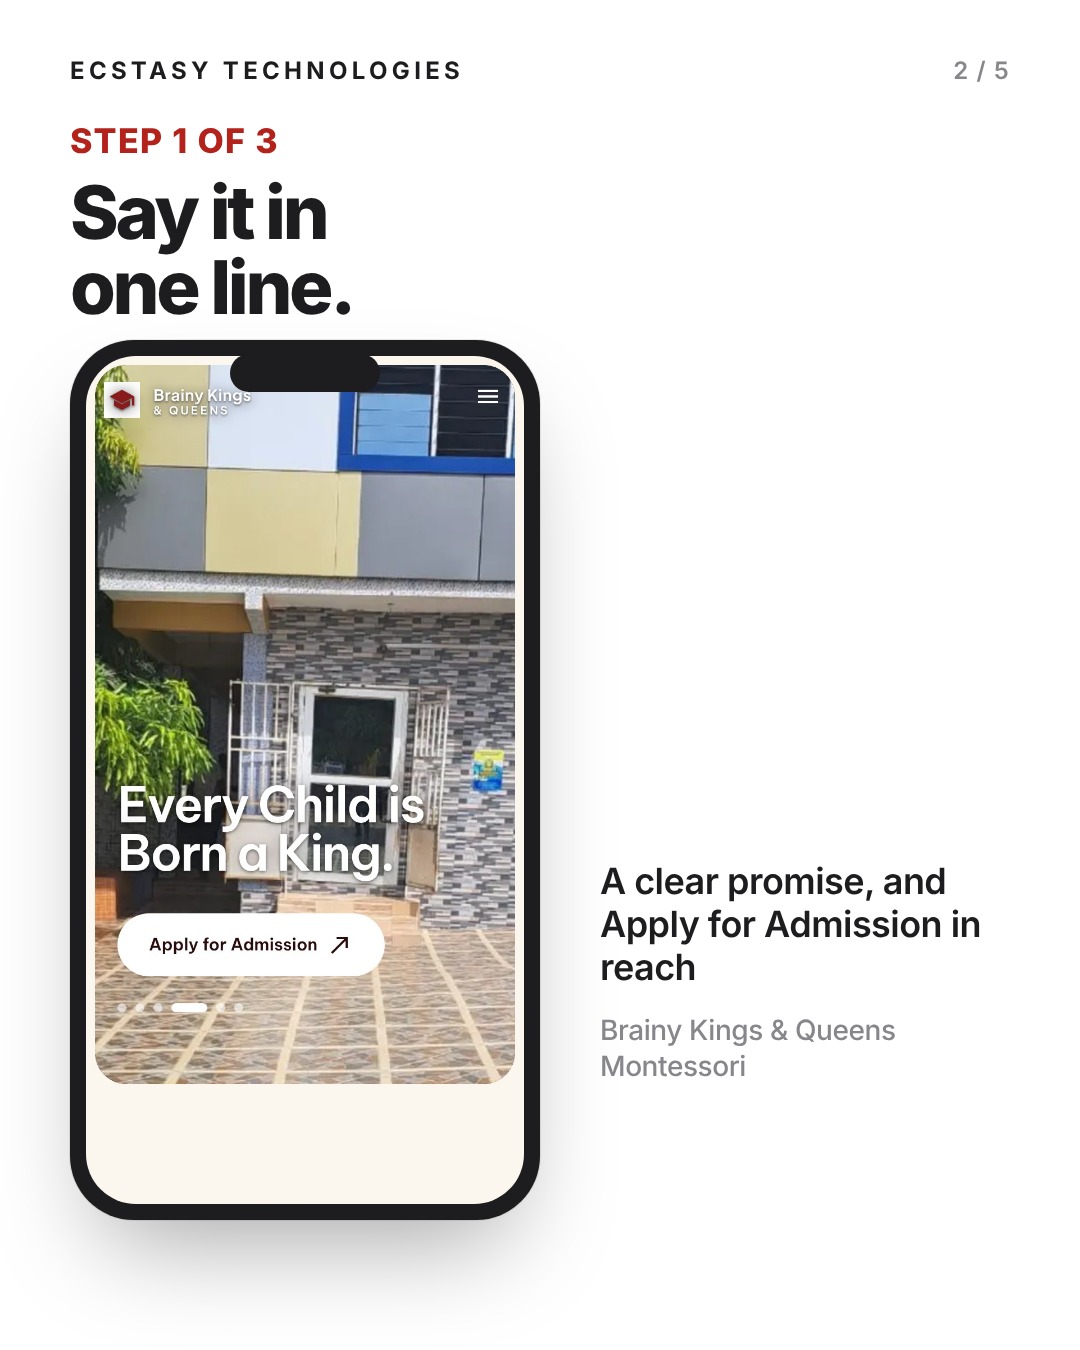 ECSTASY TECHNOLOGIES
2 / 5
STEP 1 OF 3
Say it in
one line.
Brainy Kings
& QUEENS
Every Child is
Born a King.
Apply for Admission
A clear promise, and
Apply for Admission in
reach
Brainy Kings & Queens
Montessori